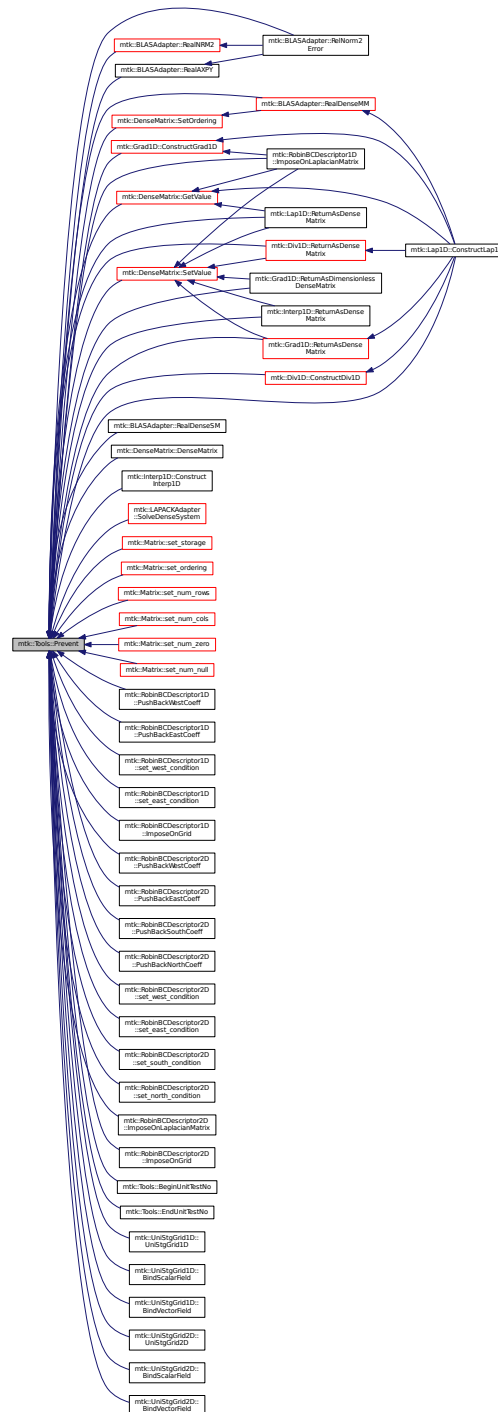 mtk::BLASAdapter::RelNorm2
Error
mtk::BLASAdapter::RealNRM2
mtk::BLASAdapter::RealAXPY
mtk::BLASAdapter::RealDenseMM
mtk::DenseMatrix::SetOrdering
mtk::Grad1D::ConstructGrad1D
mtk::RobinBCDescriptor1D
::ImposeOnLaplacianMatrix
mtk::DenseMatrix::GetValue
mtk::Lap1D::ReturnAsDense
Matrix
mtk::Div1D::ReturnAsDense
Matrix
mtk::Lap1D::ConstructLap1
mtk::DenseMatrix::SetValue
mtk::Grad1D::ReturnAsDimensionless
DenseMatrix
mtk::Interp1D::ReturnAsDense
Matrix
mtk::Grad1D::ReturnAsDense
Matrix
mtk::Div1D::ConstructDiv1D
mtk::BLASAdapter::RealDenseSM
mtk::DenseMatrix::DenseMatrix
mtk::Interp1D::Construct
Interp1D
mtk::LAPACKAdapter
::SolveDenseSystem
mtk::Matrix::set_storage
mtk::Matrix::set_ordering
mtk::Matrix::set_num_rows
mtk::Matrix::set_num_cols
mtk::Tools::Prevent
mtk::Matrix::set_num_zero
mtk::Matrix::set_num_null
mtk::RobinBCDescriptor1D
::PushBackWestCoeff
mtk::RobinBCDescriptor1D
::PushBackEastCoeff
mtk::RobinBCDescriptor1D
::set_west_condition
mtk::RobinBCDescriptor1D
::set_east_condition
mtk::RobinBCDescriptor1D
::ImposeOnGrid
mtk::RobinBCDescriptor2D
::PushBackWestCoeff
mtk::RobinBCDescriptor2D
::PushBackEastCoeff
mtk::RobinBCDescriptor2D
::PushBackSouthCoeff
mtk::RobinBCDescriptor2D
::PushBackNorthCoeff
mtk::RobinBCDescriptor2D
::set_west_condition
mtk::RobinBCDescriptor2D
::set_east_condition
mtk::RobinBCDescriptor2D
::set_south_condition
mtk::RobinBCDescriptor2D
::set_north_condition
mtk::RobinBCDescriptor2D
::ImposeOnLaplacianMatrix
mtk::RobinBCDescriptor2D
::ImposeOnGrid
mtk::Tools::BeginUnitTestNo
mtk::Tools::EndUnitTestNo
mtk::UniStgGrid1D::
UniStgGrid1D
mtk::UniStgGrid1D::
BindScalarField
mtk::UniStgGrid1D::
BindVectorField
mtk::UniStgGrid2D::
UniStgGrid2D
mtk::UniStgGrid2D::
BindScalarField
mtk::UniStgGrid2D::
BindVectorField